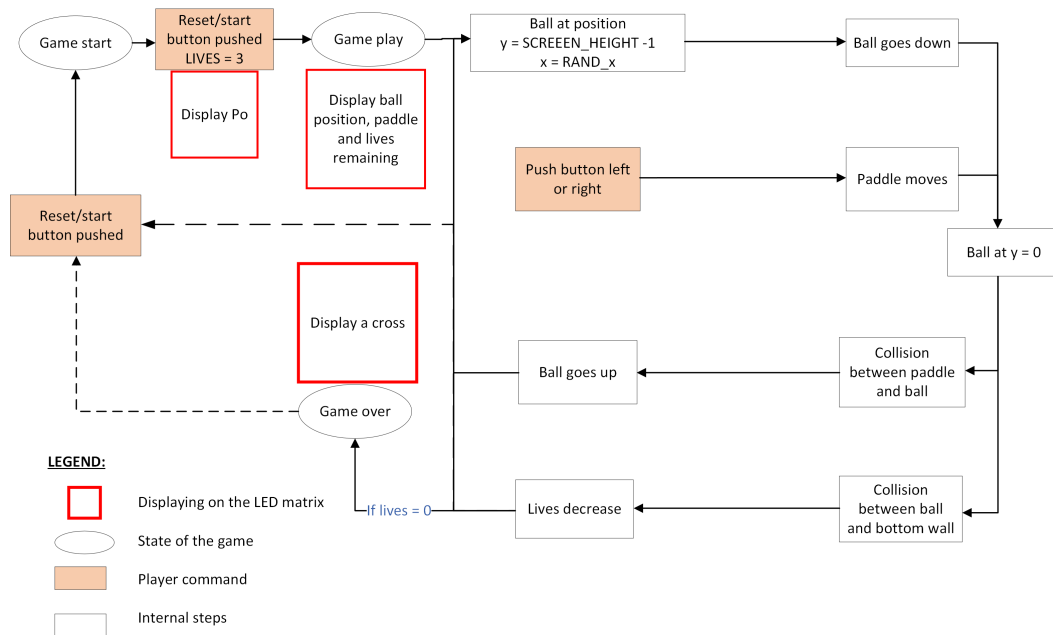 Game start
Reset/start
button pushed
LIVES = 3
Game play
Ball at position
y = SCREEEN_HEIGHT -1
x = RAND_x
Ball goes down
Display Po
Display ball
position, paddle
and lives
remaining
Push button left
or right
Paddle moves
Reset/start
button pushed
Ball at y = 0
Display a cross
Ball goes up
Collision
between paddle
and ball
Game over
LEGEND:
Displaying on the LED matrix
If lives = 0
Lives decrease
Collision
between ball
and bottom wall
State of the game
Player command
Internal steps